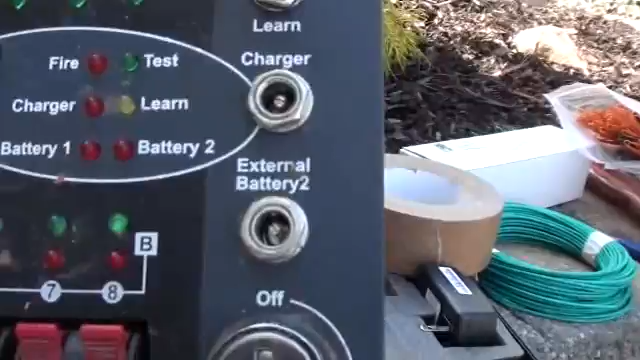 Learn
Charger
Fire
Test
Charger
Learn
Battery 1
Battery 2
External
Battery2
B
7
8
Off